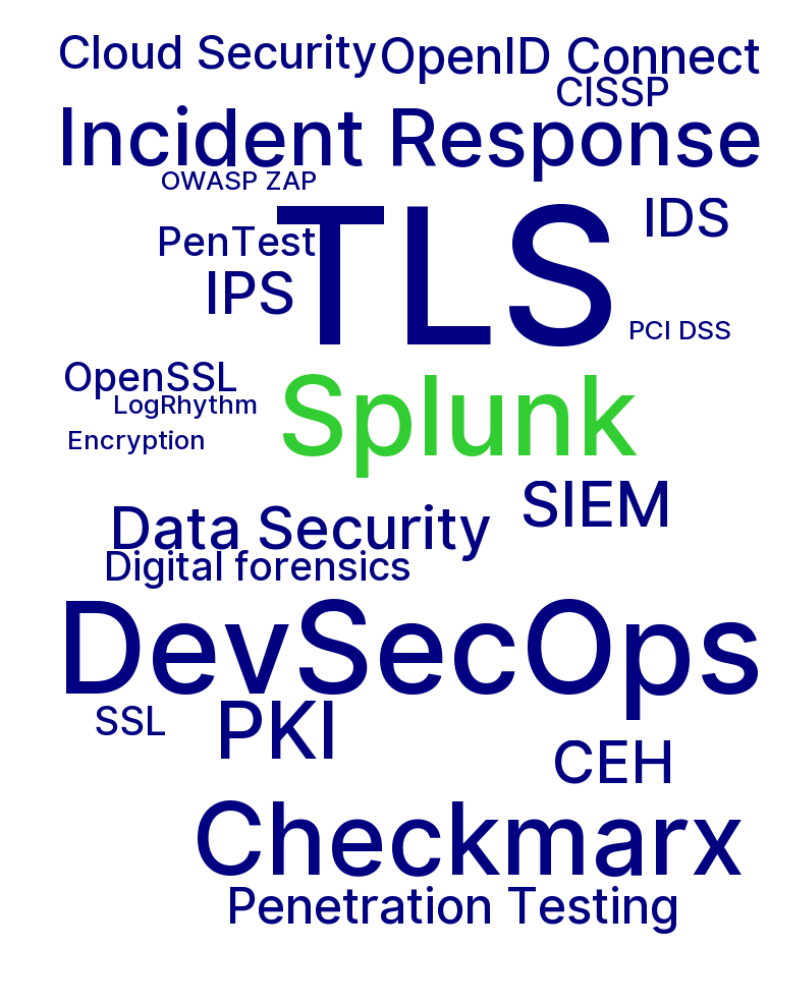 Cloud Security
OpenID Connect
CISSP
Incident Response
OWASP ZAP
TLS
IDS
PenTest
IPS
PCI DSS
OpenSSL
LogRhythm
Splunk
Encryption
SIEM
Data Security
Digital forensics
DevSecOps
SSL
PKI
CEH
Checkmarx
Penetration Testing